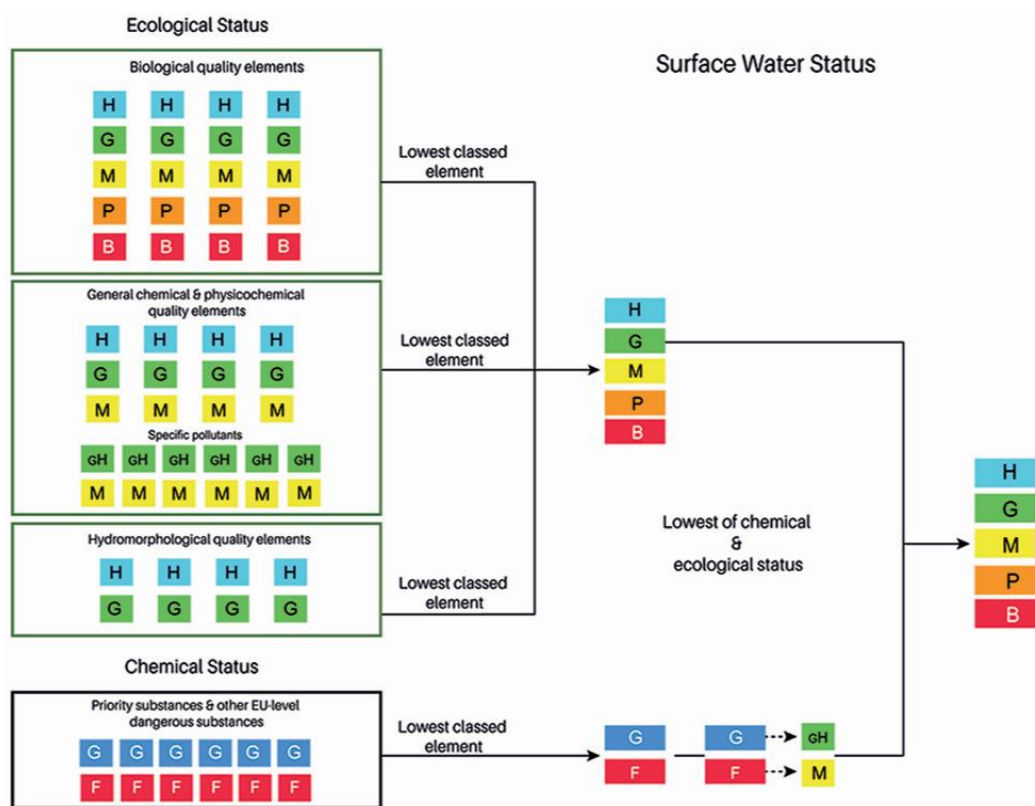 Ecological Status
Surface Water Status
Biological quality elements
H H H H
G G G G
M M M M
P P P P
B B B B
Lowest classed
element
General chemical & physicochemical
quality elements
H H H H
G G G G
M M M M
Specific pollutants
GH GH GH GH GH GH
M M M M M M
Lowest classed
element
Hydromorphological quality elements
H H H H
G G G G
Lowest classed
element
H
G
M
P
B
Lowest of chemical
&
ecological status
H
G
M
P
B
Chemical Status
Priority substances & other EU-level
dangerous substances
G G G G G G
F F F F F F
Lowest classed
element
G G GH
F F M